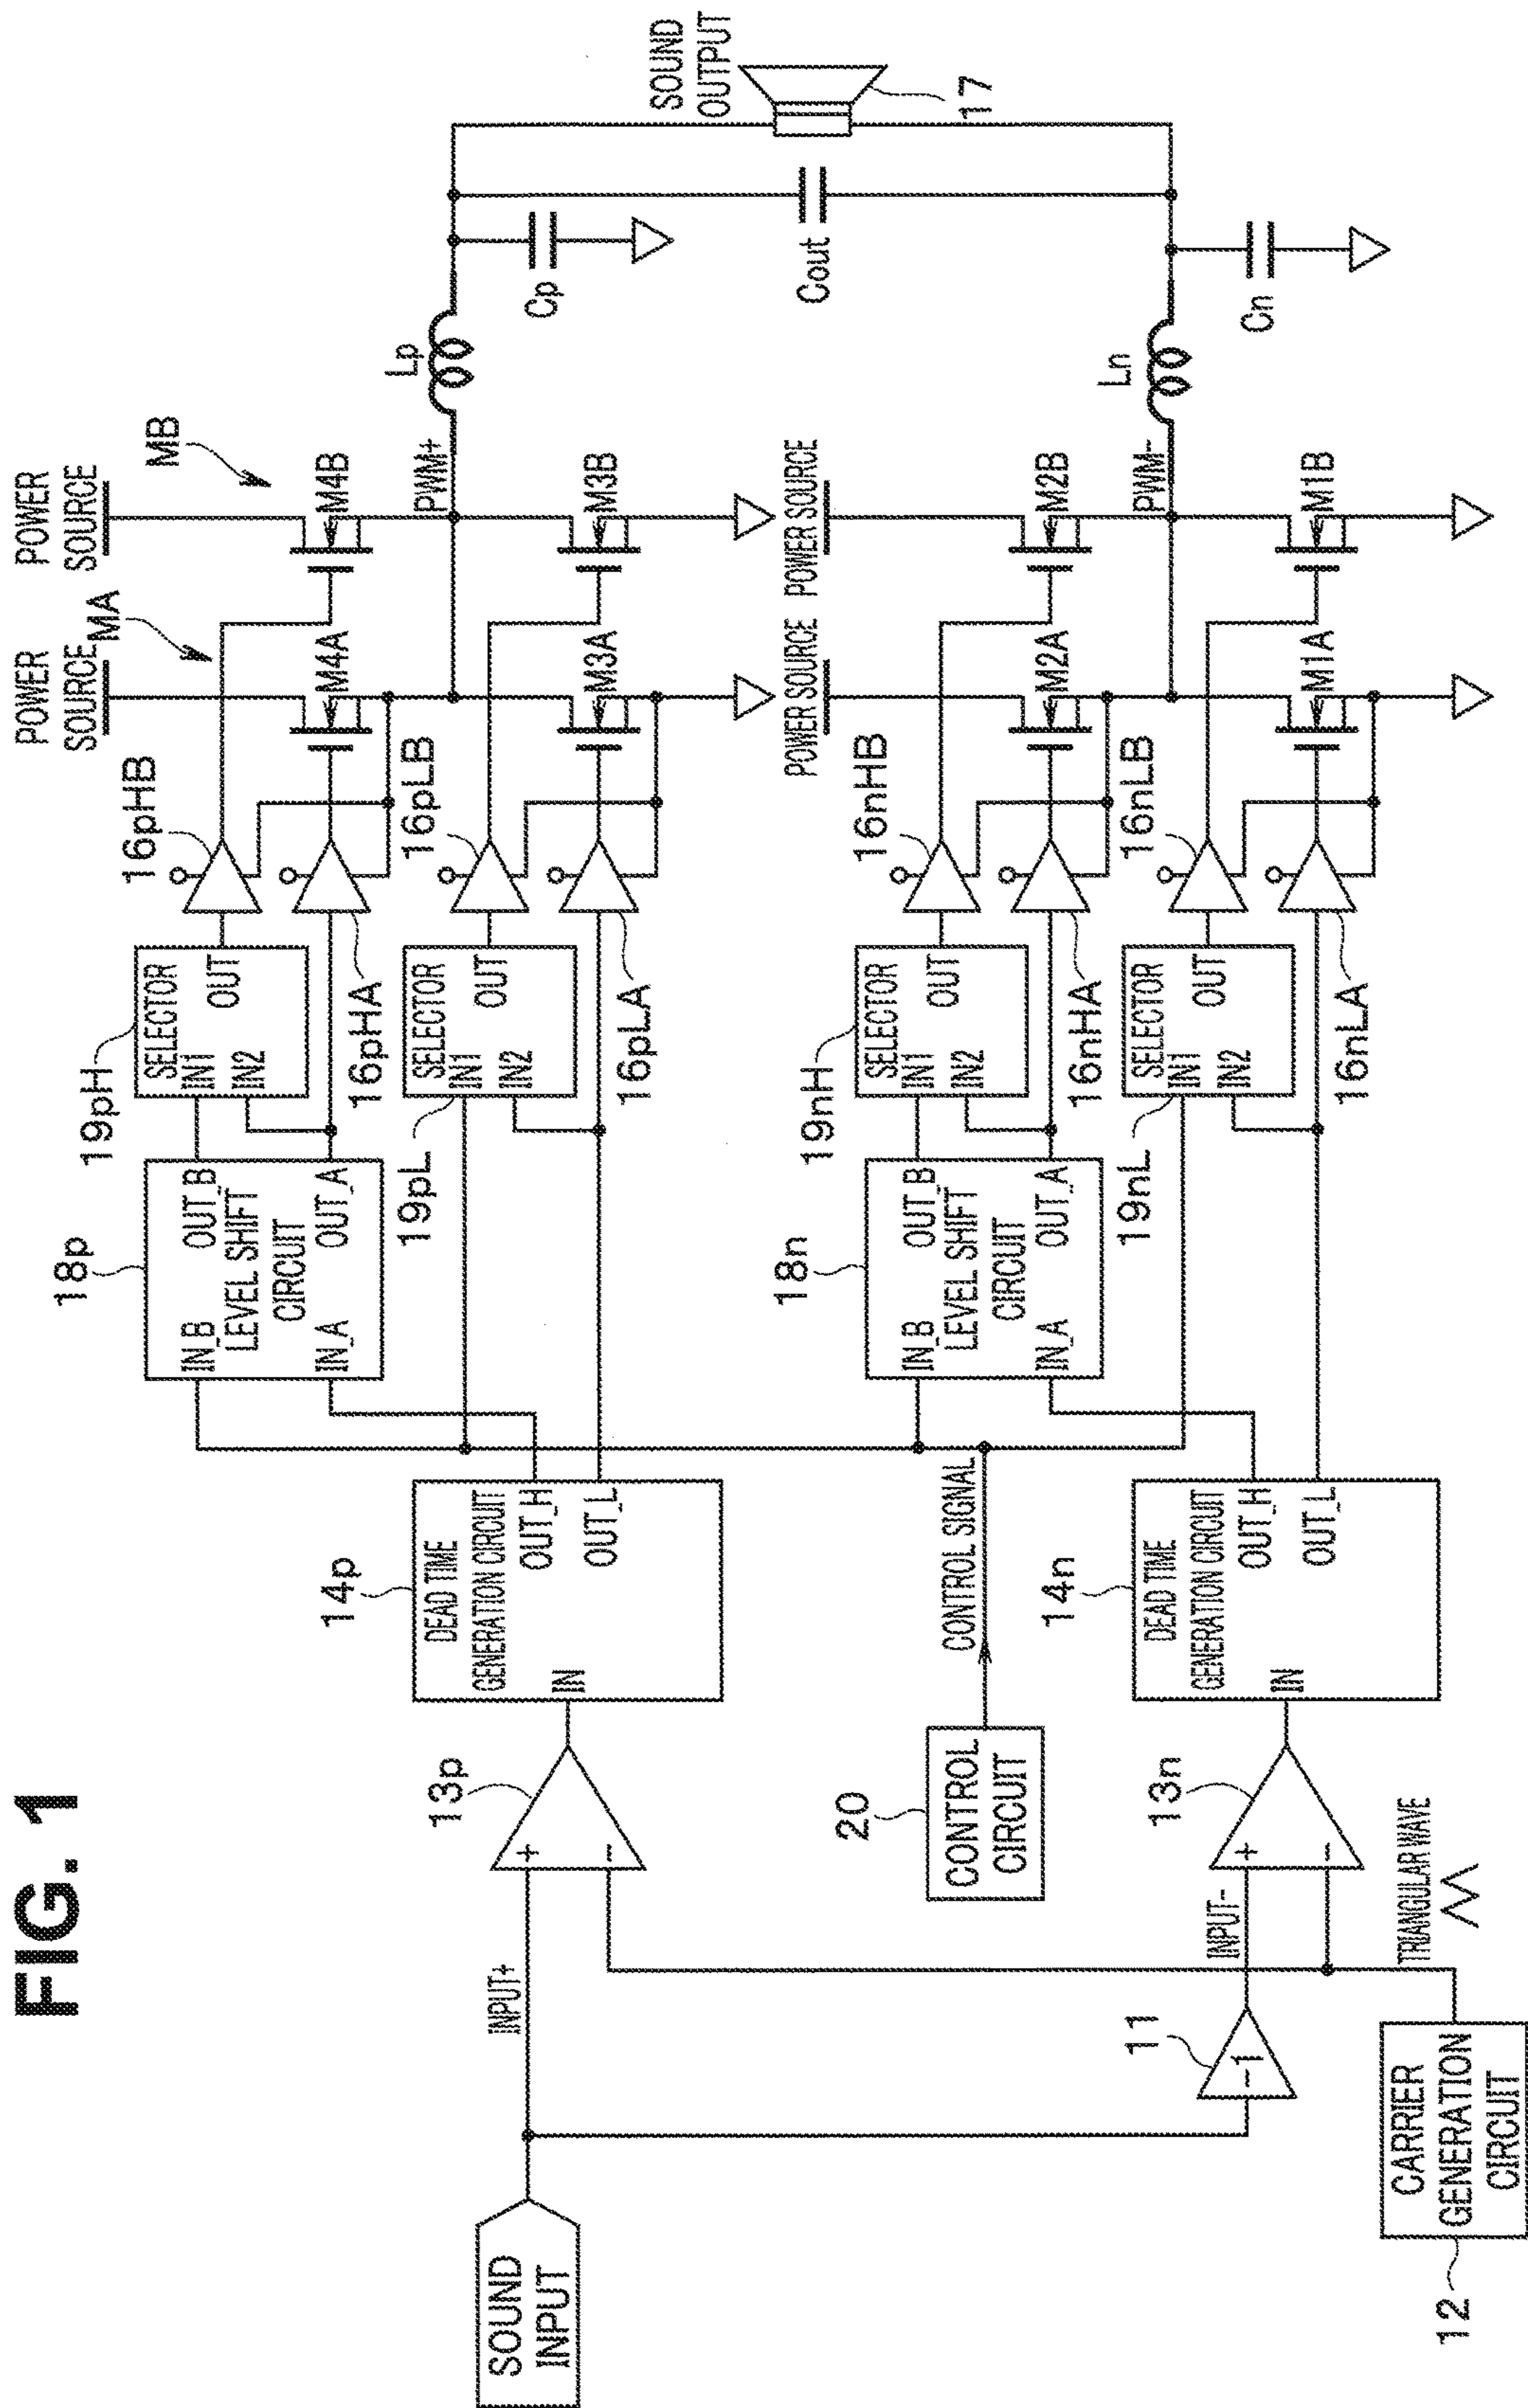 FIG. 1
SOUND
INPUT
INPUT+
11
-1
INPUT-
12
CARRIER
GENERATION
CIRCUIT
TRIANGULAR WAVE
13p
+
-
13n
+
-
20
CONTROL
CIRCUIT
CONTROL SIGNAL
14p
DEAD TIME
GENERATION CIRCUIT
IN
OUT_H
OUT_L
14n
DEAD TIME
GENERATION CIRCUIT
IN
OUT_H
OUT_L
18p
IN_B
OUT_B
LEVEL SHIFT
CIRCUIT
IN_A
OUT_A
18n
IN_B
OUT_B
LEVEL SHIFT
CIRCUIT
IN_A
OUT_A
19pH
SELECTOR
IN1
OUT
IN2
19pL
SELECTOR
IN1
OUT
IN2
19nH
SELECTOR
IN1
OUT
IN2
19nL
SELECTOR
IN1
OUT
IN2
16pHB
16pHA
16pLB
16pLA
16nHB
16nHA
16nLB
16nLA
POWER
SOURCE
MA
M4A
M3A
POWER
SOURCE
MB
M4B
PWM+
M3B
POWER SOURCE
M2A
M1A
POWER SOURCE
M2B
PWM-
M1B
Lp
Cp
Ln
Cn
Cout
SOUND
OUTPUT
17